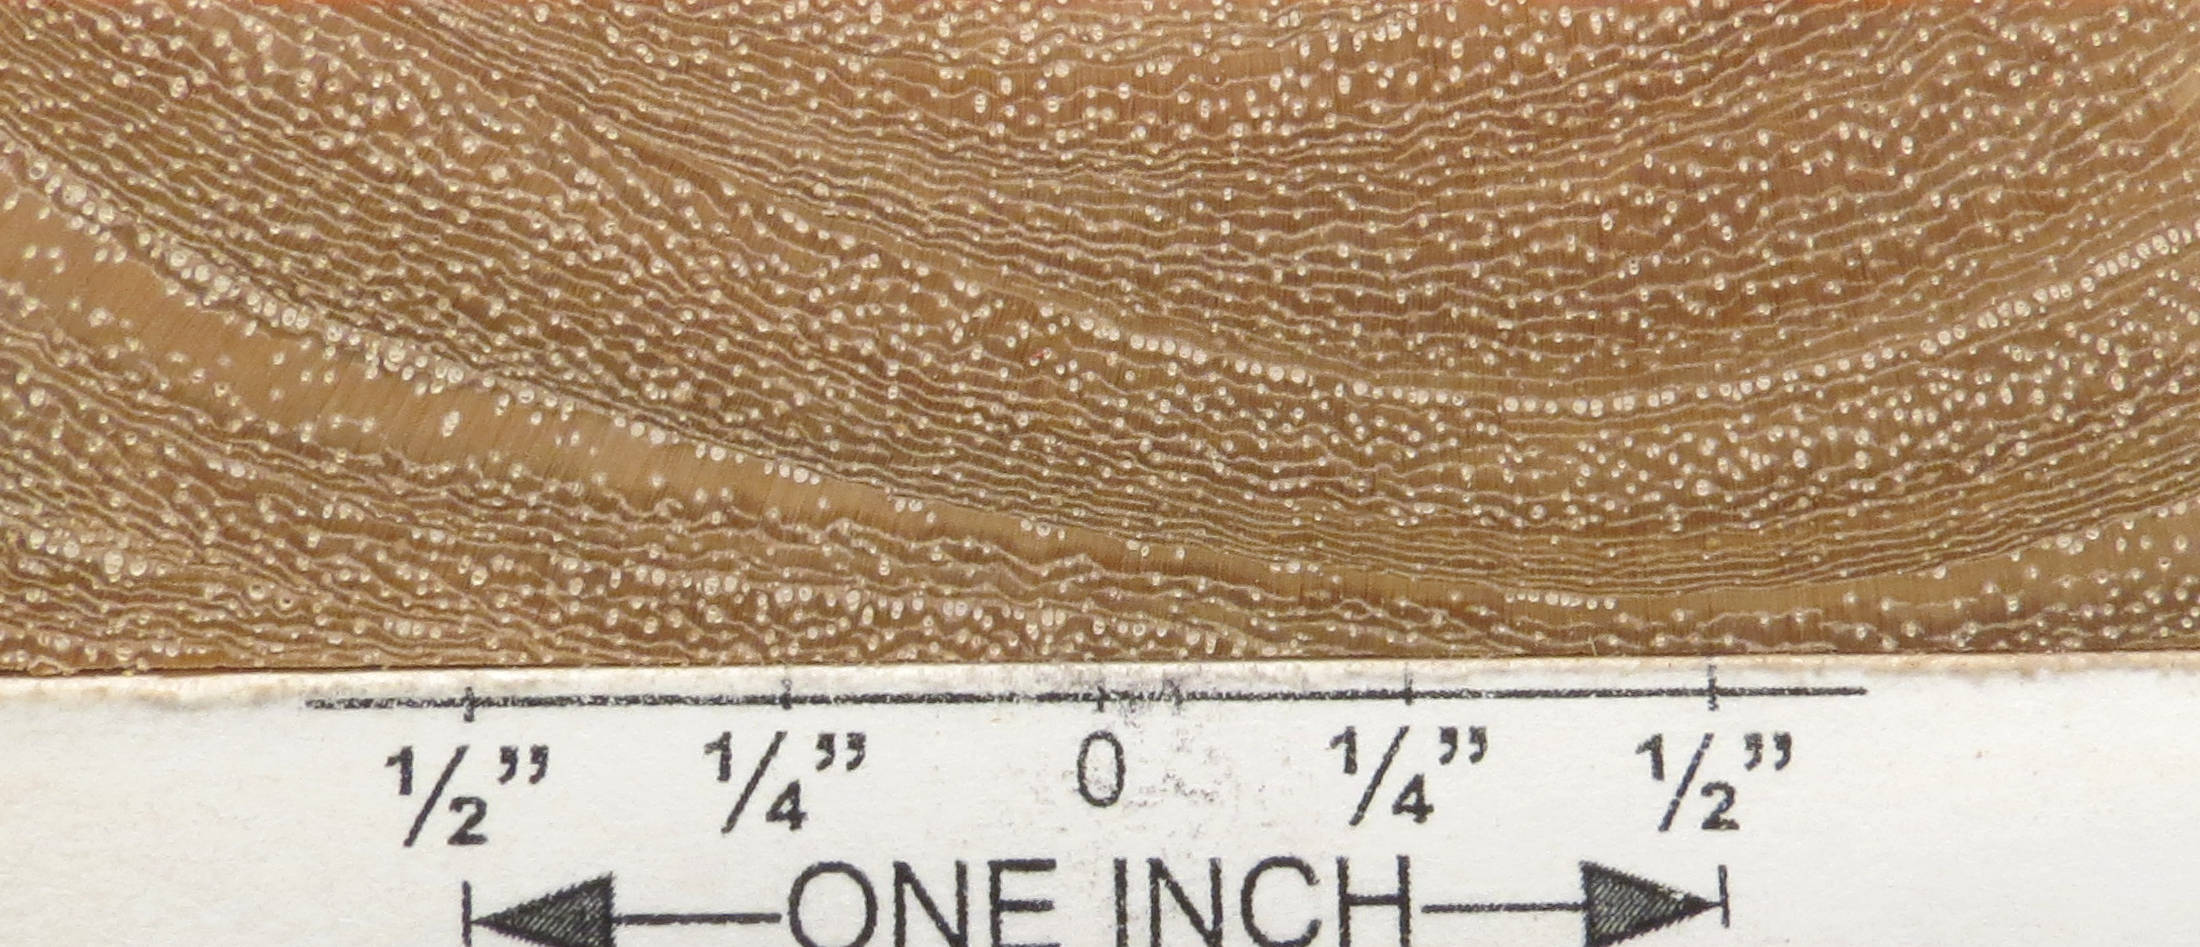 1/2” 1/4” 0 1/4” 1/2”
ONE INCH